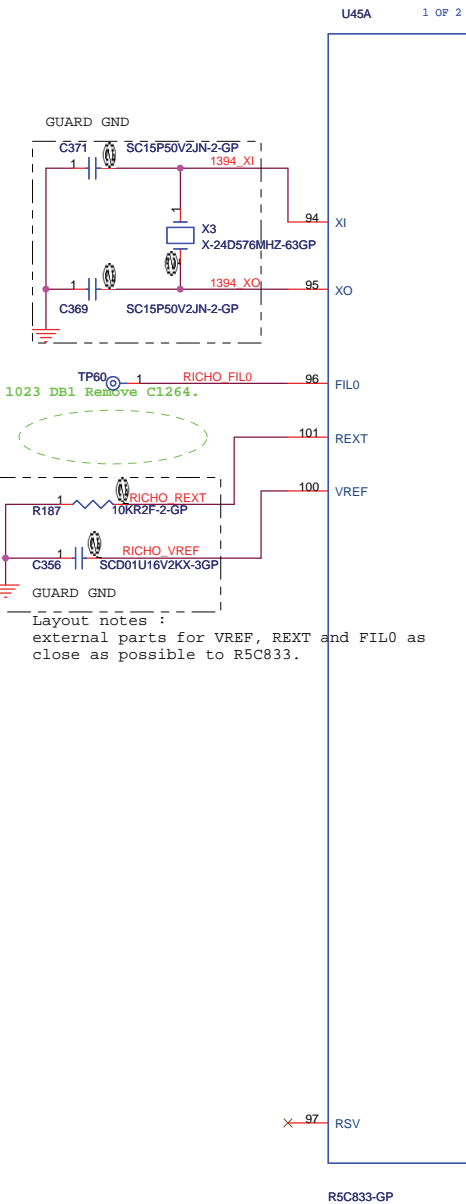 U45A 1 OF 2
GUARD GND
C371 SC15P50V2JN-2-GP
1 1394_XI
94 XI
1
X3
X-24D576MHZ-63GP
1 1394_XO
95 XO
C369 SC15P50V2JN-2-GP
TP60 1 RICHO_FIL0 96 FIL0
1023 DB1 Remove C1264.
101 REXT
100 VREF
1 RICHO_REXT
R187 10KR2F-2-GP
1 RICHO_VREF
C356 SCD01U16V2KX-3GP
GUARD GND
Layout notes :
external parts for VREF, REXT and FIL0 as
close as possible to R5C833.
97 RSV
R5C833-GP